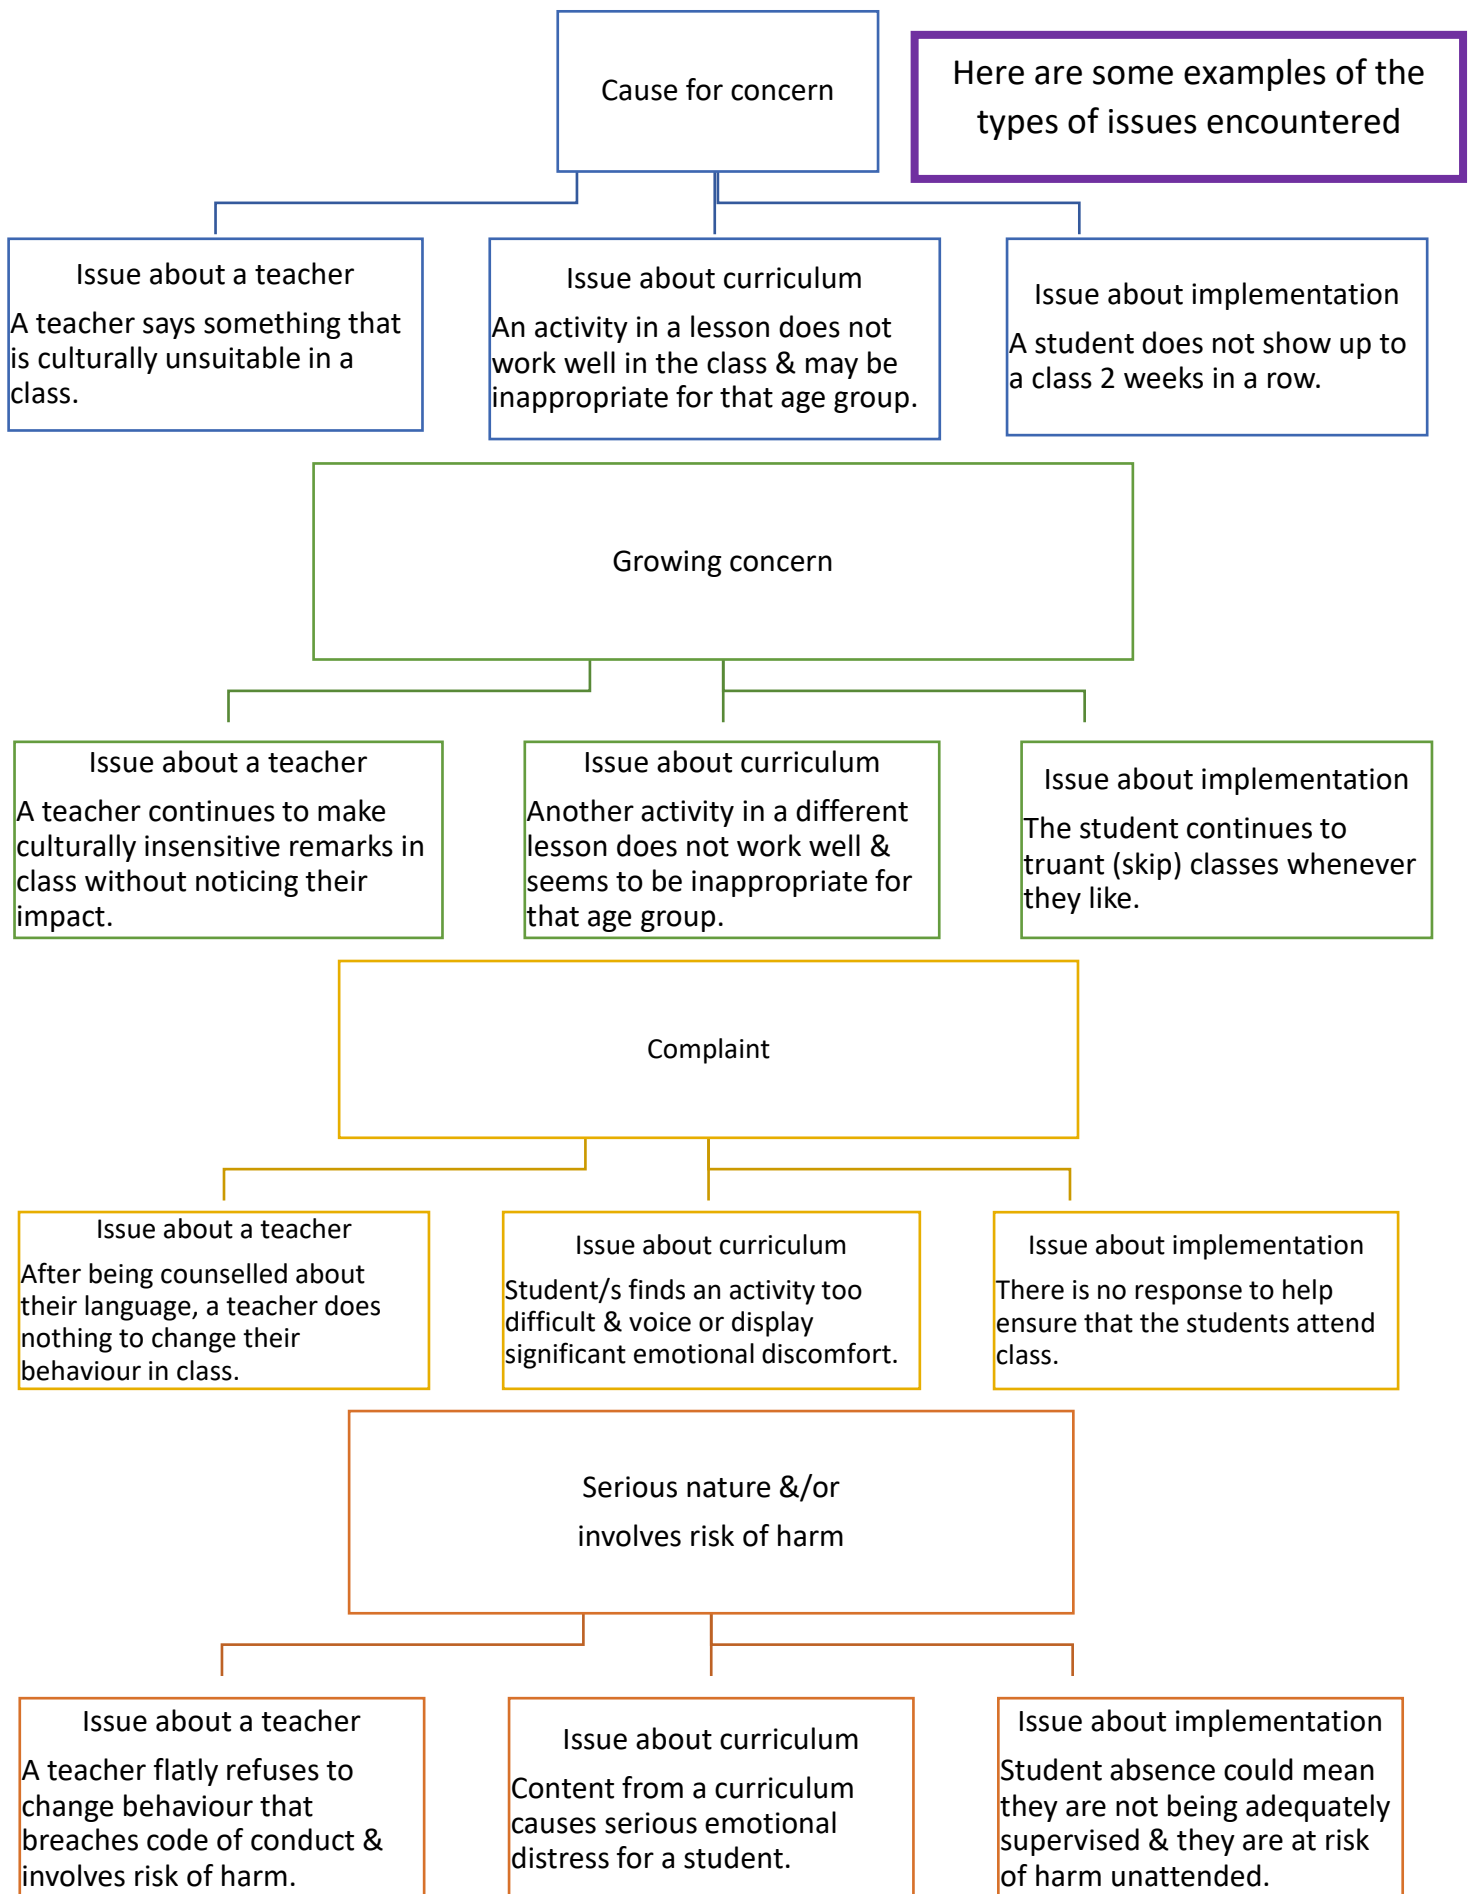 Cause for concern
Here are some examples of the
types of issues encountered
Issue about a teacher
A teacher says something that
is culturally unsuitable in a
class.
Issue about curriculum
An activity in a lesson does not
work well in the class & may be
inappropriate for that age group.
Issue about implementation
A student does not show up to
a class 2 weeks in a row.
Growing concern
Issue about a teacher
A teacher continues to make
culturally insensitive remarks in
class without noticing their
impact.
Issue about curriculum
Another activity in a different
lesson does not work well &
seems to be inappropriate for
that age group.
Issue about implementation
The student continues to
truant (skip) classes whenever
they like.
Complaint
Issue about a teacher
After being counselled about
their language, a teacher does
nothing to change their
behaviour in class.
Issue about curriculum
Student/s finds an activity too
difficult & voice or display
significant emotional discomfort.
Issue about implementation
There is no response to help
ensure that the students attend
class.
Serious nature &/or
involves risk of harm
Issue about a teacher
A teacher flatly refuses to
change behaviour that
breaches code of conduct &
involves risk of harm.
Issue about curriculum
Content from a curriculum
causes serious emotional
distress for a student.
Issue about implementation
Student absence could mean
they are not being adequately
supervised & they are at risk
of harm unattended.